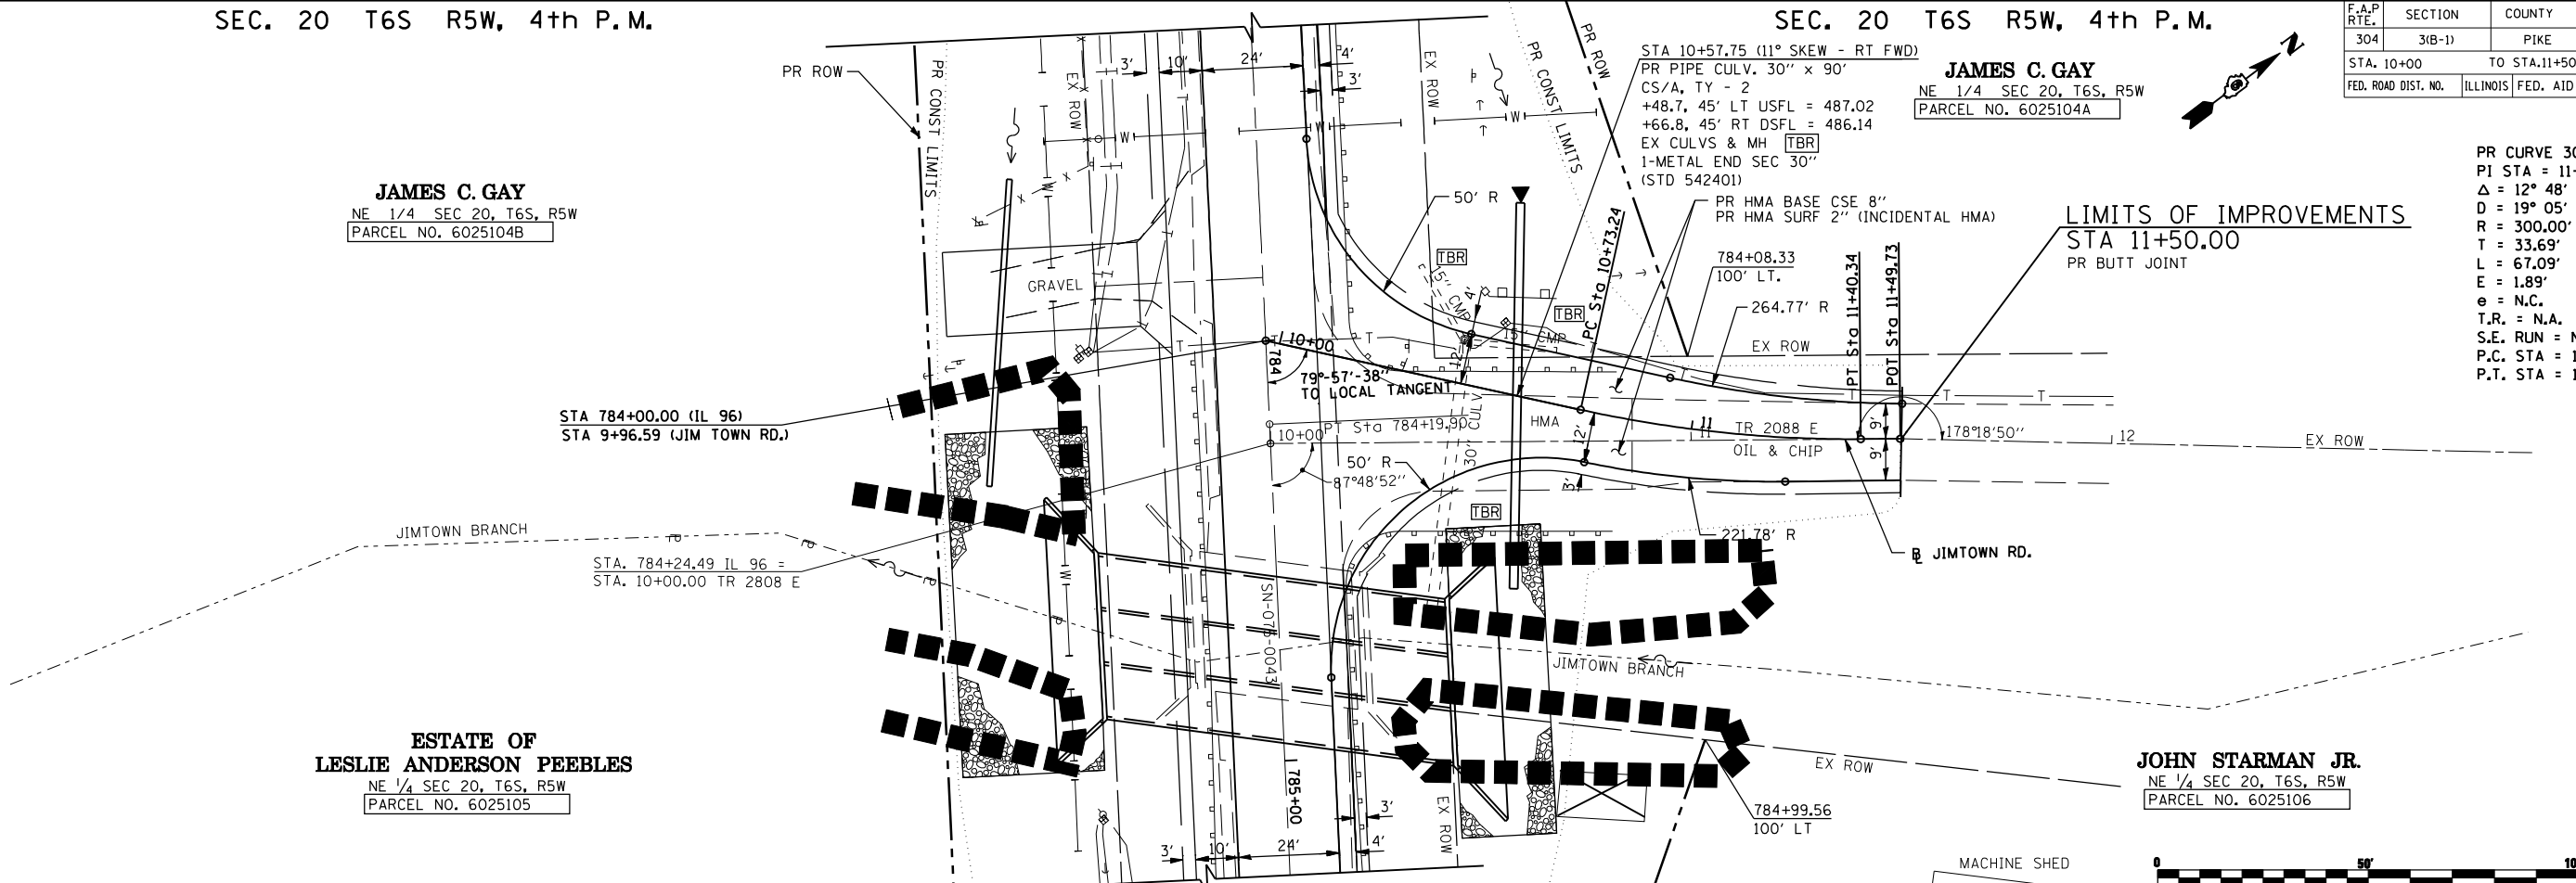 SEC. 20 T6S R5W, 4th P.M.
SEC. 20 T6S R5W, 4th P.M.
F.A.P RTE.
SECTION
COUNTY
304
3(B-1)
PIKE
STA. 10+00
TO STA.11+50
FED. ROAD DIST. NO.
ILLINOIS
FED. AID
PR ROW
PR CONST LIMITS
EX ROW
3'
10'
24'
4'
3'
EX ROW
PR CONST LIMITS
PR ROW
W
W
W
W
STA 10+57.75 (11° SKEW - RT FWD)
PR PIPE CULV. 30" x 90'
CS/A, TY - 2
+48.7, 45' LT USFL = 487.02
+66.8, 45' RT DSFL = 486.14
EX CULVS & MH TBR
1-METAL END SEC 30"
(STD 542401)
JAMES C. GAY
NE 1/4 SEC 20, T6S, R5W
PARCEL NO. 6025104A
N
JAMES C. GAY
NE 1/4 SEC 20, T6S, R5W
PARCEL NO. 6025104B
PR HMA BASE CSE 8"
PR HMA SURF 2" (INCIDENTAL HMA)
LIMITS OF IMPROVEMENTS
STA 11+50.00
PR BUTT JOINT
Δ = 12° 48'
D = 19° 05'
R = 300.00'
T = 33.69'
L = 67.09'
E = 1.89'
e = N.C.
T.R. = N.A.
50' R
TBR
15" CMP
4'
PC Sta 10+73.24
784+08.33
100' LT.
264.77' R
PT Sta 11+40.34
POT Sta 11+49.73
GRAVEL
TBR
15" CMP
12'
EX ROW
T
T
T
T
10+00
784
79°-57'-38"
TO LOCAL TANGENT
STA 784+00.00 (IL 96)
STA 9+96.59 (JIM TOWN RD.)
10+00
PT Sta 784+19.90
30" CULV
HMA
12'
11
11
TR 2088 E
OIL & CHIP
9'
9'
178°18'50"
12
EX ROW
50' R
87°48'52"
3'
TBR
221.78' R
JIMTOWN RD.
JIMTOWN BRANCH
STA. 784+24.49 IL 96 =
STA. 10+00.00 TR 2808 E
W
SN-075-0043
JIMTOWN BRANCH
ESTATE OF
LESLIE ANDERSON PEEBLES
NE 1/4 SEC 20, T6S, R5W
PARCEL NO. 6025105
EX ROW
JOHN STARMAN JR.
NE 1/4 SEC 20, T6S, R5W
PARCEL NO. 6025106
785+00
784+99.56
100' LT
3'
10'
24'
3'
4'
EX ROW
MACHINE SHED
0
50'